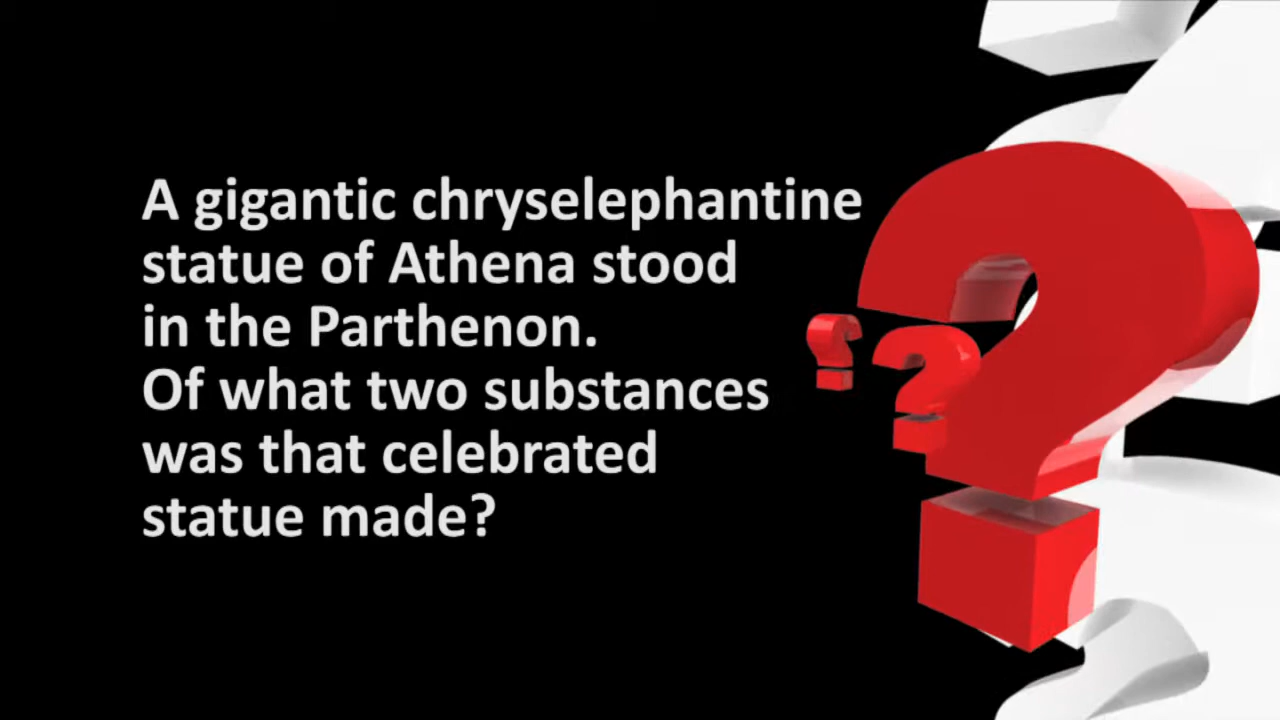 A gigantic chryselephantine
statue of Athena stood
in the Parthenon.
Of what two substances
was that celebrated
statue made?